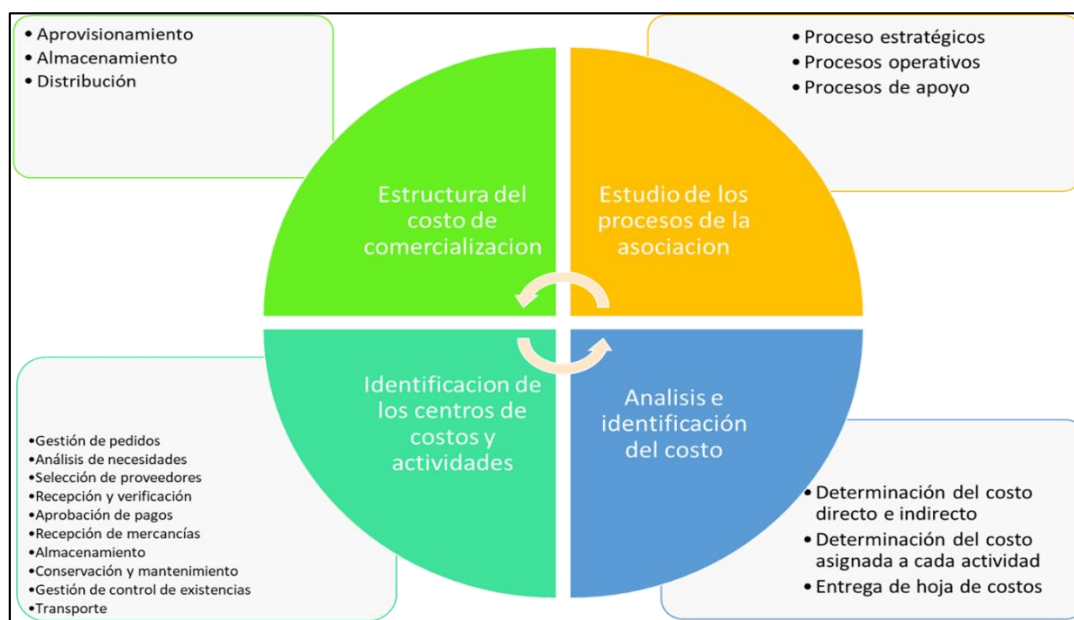 • Aprovisionamiento
• Almacenamiento
• Distribución
• Proceso estratégicos
• Procesos operativos
• Procesos de apoyo
Estructura del
costo de
comercializacion
Estudio de los
procesos de la
asociacion
Identificacion de
los centros de
costos y
actividades
Analisis e
identificación
del costo
•Gestión de pedidos
•Análisis de necesidades
•Selección de proveedores
•Recepción y verificación
•Aprobación de pagos
•Recepción de mercancías
•Almacenamiento
•Conservación y mantenimiento
•Gestión de control de existencias
•Transporte
• Determinación del costo
directo e indirecto
• Determinación del costo
asignada a cada actividad
• Entrega de hoja de costos